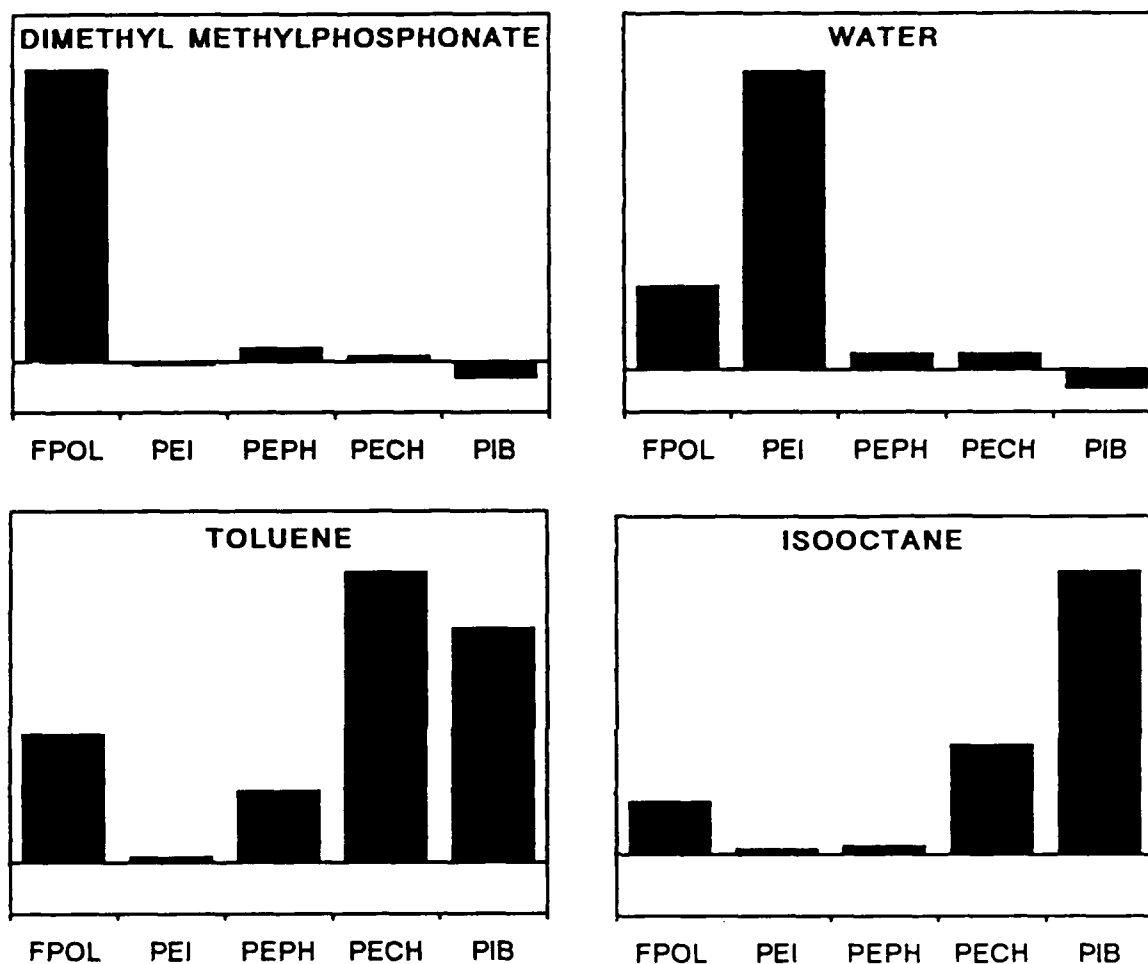 DIMETHYL METHYLPHOSPHONATE
FPOL PEI PEPH PECH PIB
WATER
FPOL PEI PEPH PECH PIB
TOLUENE
FPOL PEI PEPH PECH PIB
ISOOCTANE
FPOL PEI PEPH PECH PIB